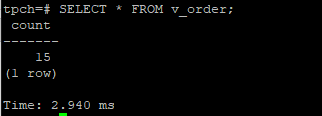 tpch=# SELECT * FROM v_order;
count
-------
15
(1 row)
Time: 2.940 ms